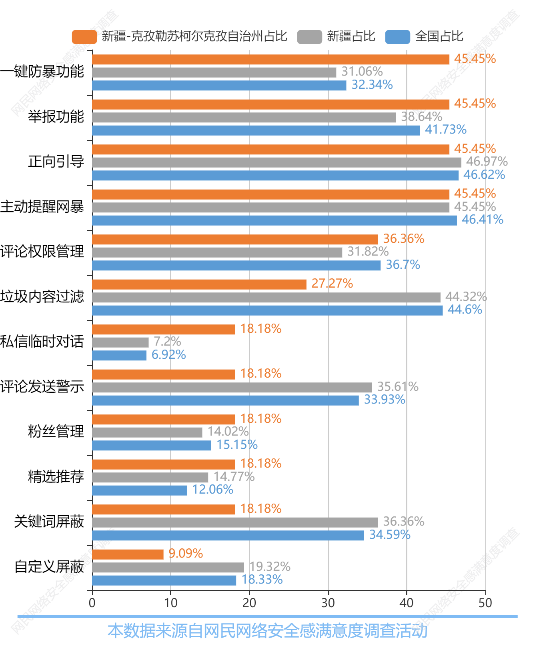 新疆-克孜勒苏柯尔克孜自治州占比 新疆占比 全国占比
一键防暴功能 45.45% 31.06% 32.34%
举报功能 45.45% 38.64% 41.73%
正向引导 45.45% 46.97% 46.62%
主动提醒网暴 45.45% 45.45% 46.41%
评论权限管理 36.36% 31.82% 36.7%
垃圾内容过滤 27.27% 44.32% 44.6%
私信临时对话 18.18% 7.2% 6.92%
评论发送警示 18.18% 35.61% 33.93%
粉丝管理 18.18% 14.02% 15.15%
精选推荐 18.18% 14.77% 12.06%
关键词屏蔽 18.18% 36.36% 34.59%
自定义屏蔽 9.09% 19.32% 18.33%
0 10 20 30 40 50
本数据来源自网民网络安全感满意度调查活动